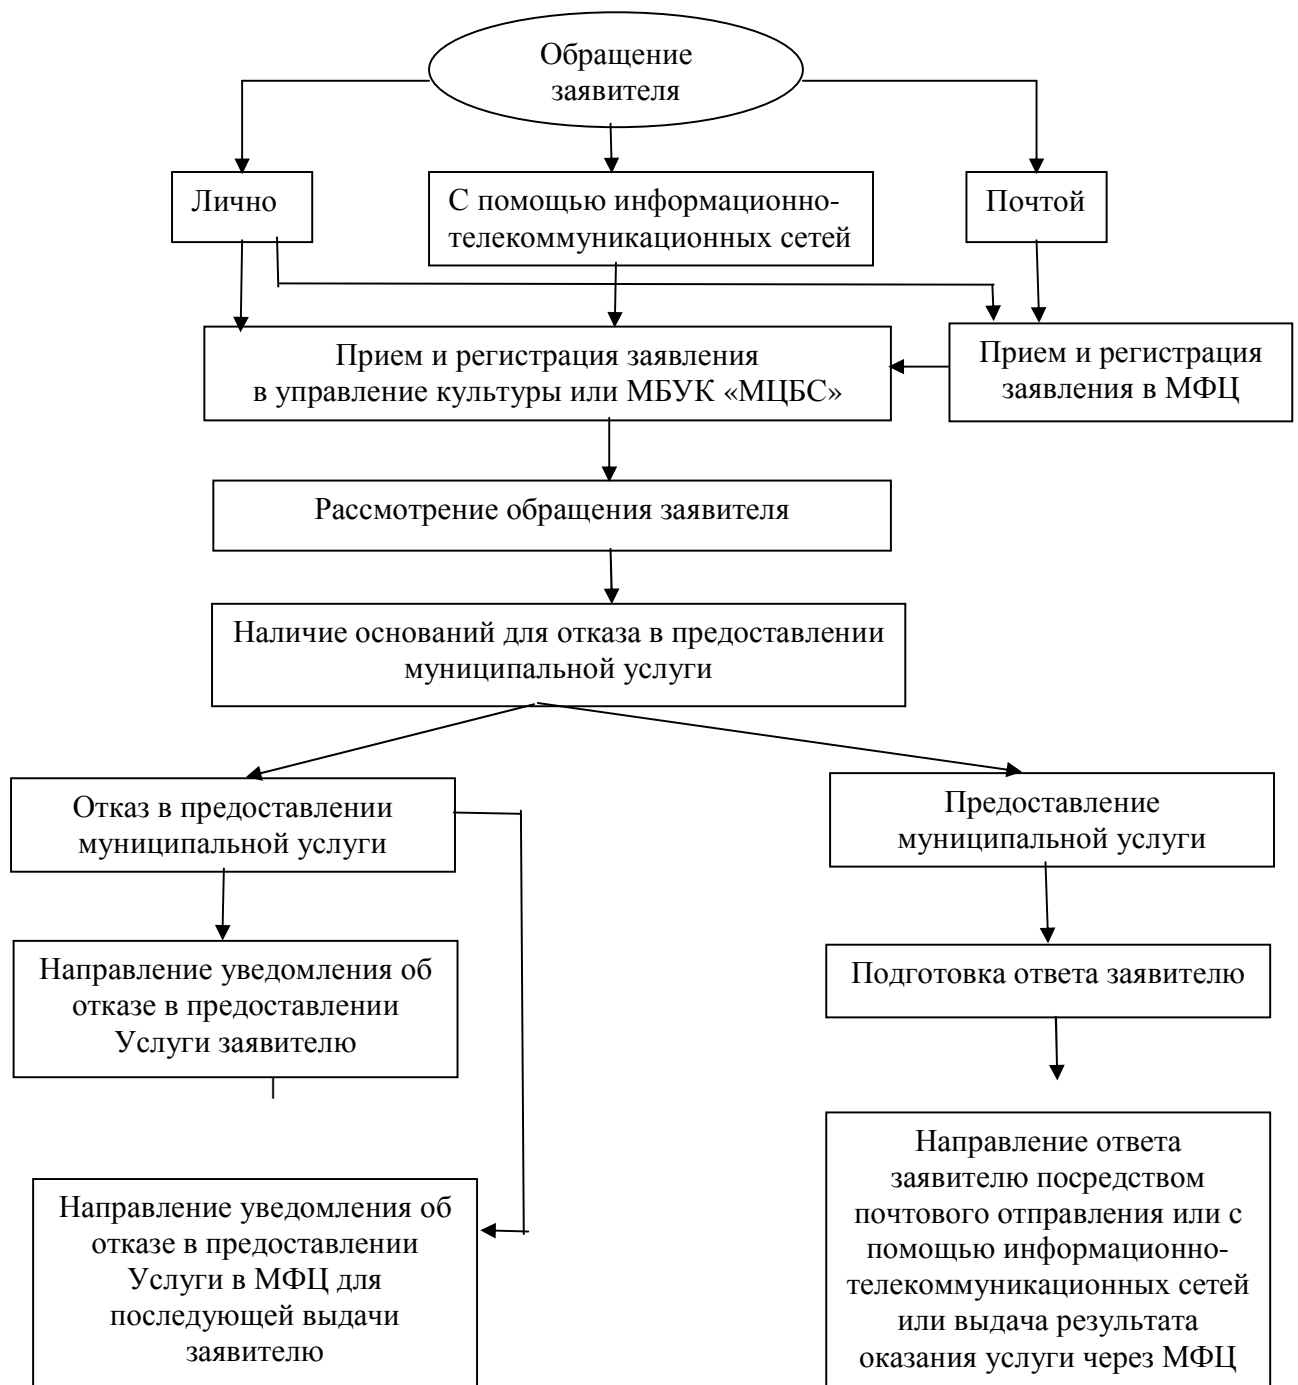 Обращение
заявителя
Лично
С помощью информационно-
телекоммуникационных сетей
Почтой
Прием и регистрация заявления
в управление культуры или МБУК «МЦБС»
Прием и регистрация
заявления в МФЦ
Рассмотрение обращения заявителя
Наличие оснований для отказа в предоставлении
муниципальной услуги
Отказ в предоставлении
муниципальной услуги
Предоставление
муниципальной услуги
Направление уведомления об
отказе в предоставлении
Услуги заявителю
Подготовка ответа заявителю
Направление уведомления об
отказе в предоставлении
Услуги в МФЦ для
последующей выдачи
заявителю
Направление ответа
заявителю посредством
почтового отправления или с
помощью информационно-
телекоммуникационных сетей
или выдача результата
оказания услуги через МФЦ